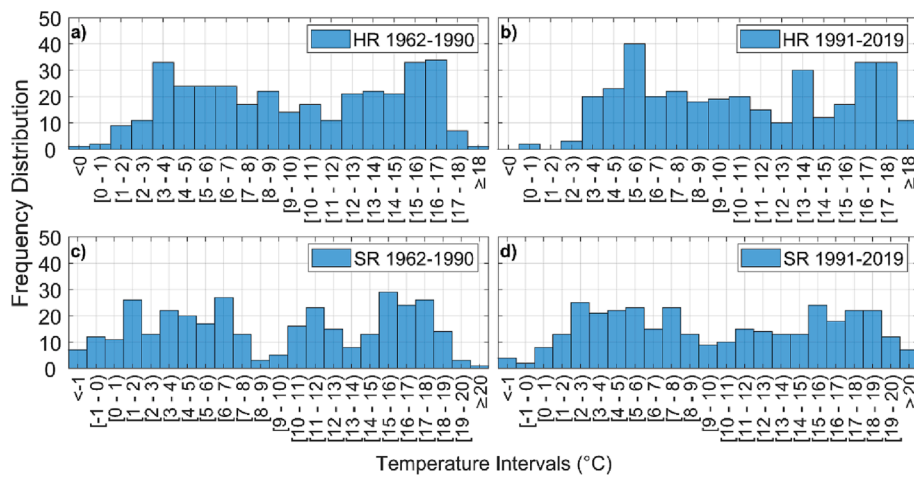 Frequency Distribution
50
40
30
20
10
0
a)
HR 1962-1990
<0
[0 - 1)
[1 - 2)
[2 - 3)
[3 - 4)
[4 - 5)
[5 - 6)
[6 - 7)
[7 - 8)
[8 - 9)
[9 - 10)
[10 - 11)
[11 - 12)
[12 - 13)
[13 - 14)
[14 - 15)
[15 - 16)
[16 - 17)
[17 - 18)
≥18
b)
HR 1991-2019
<0
[0 - 1)
[1 - 2)
[2 - 3)
[3 - 4)
[4 - 5)
[5 - 6)
[6 - 7)
[7 - 8)
[8 - 9)
[9 - 10)
[10 - 11)
[11 - 12)
[12 - 13)
[13 - 14)
[14 - 15)
[15 - 16)
[16 - 17)
[17 - 18)
≥18
50
40
30
20
10
0
c)
SR 1962-1990
<-1
[-1 - 0)
[0 - 1)
[1 - 2)
[2 - 3)
[3 - 4)
[4 - 5)
[5 - 6)
[6 - 7)
[7 - 8)
[8 - 9)
[9 - 10)
[10 - 11)
[11 - 12)
[12 - 13)
[13 - 14)
[14 - 15)
[15 - 16)
[16 - 17)
[17 - 18)
[18 - 19)
[19 - 20)
≥20
d)
SR 1991-2019
<-1
[-1 - 0)
[0 - 1)
[1 - 2)
[2 - 3)
[3 - 4)
[4 - 5)
[5 - 6)
[6 - 7)
[7 - 8)
[8 - 9)
[9 - 10)
[10 - 11)
[11 - 12)
[12 - 13)
[13 - 14)
[14 - 15)
[15 - 16)
[16 - 17)
[17 - 18)
[18 - 19)
[19 - 20)
≥20
Temperature Intervals (°C)